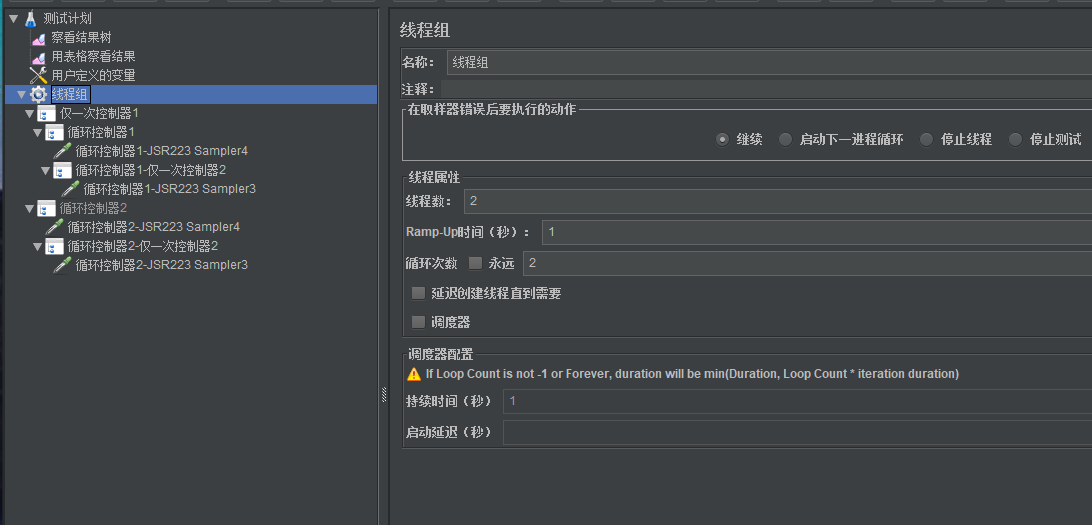 测试计划
察看结果树
用表格察看结果
用户定义的变量
线程组
仅一次控制器1
循环控制器1
循环控制器1-JSR223 Sampler4
循环控制器1-仅一次控制器2
循环控制器1-JSR223 Sampler3
循环控制器2
循环控制器2-JSR223 Sampler4
循环控制器2-仅一次控制器2
循环控制器2-JSR223 Sampler3
线程组
名称： 线程组
注释：
在取样器错误后要执行的动作
继续 启动下一进程循环 停止线程 停止测试
线程属性
线程数： 2
Ramp-Up时间（秒）： 1
循环次数 永远 2
延迟创建线程直到需要
调度器
调度器配置
If Loop Count is not -1 or Forever, duration will be min(Duration, Loop Count * iteration duration)
持续时间（秒） 1
启动延迟（秒）